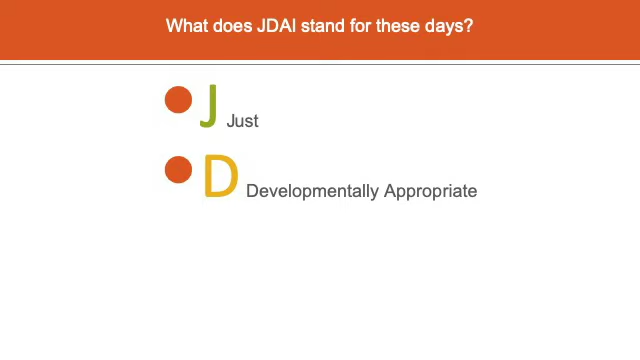 What does JDAI stand for these days?
J Just
D Developmentally Appropriate